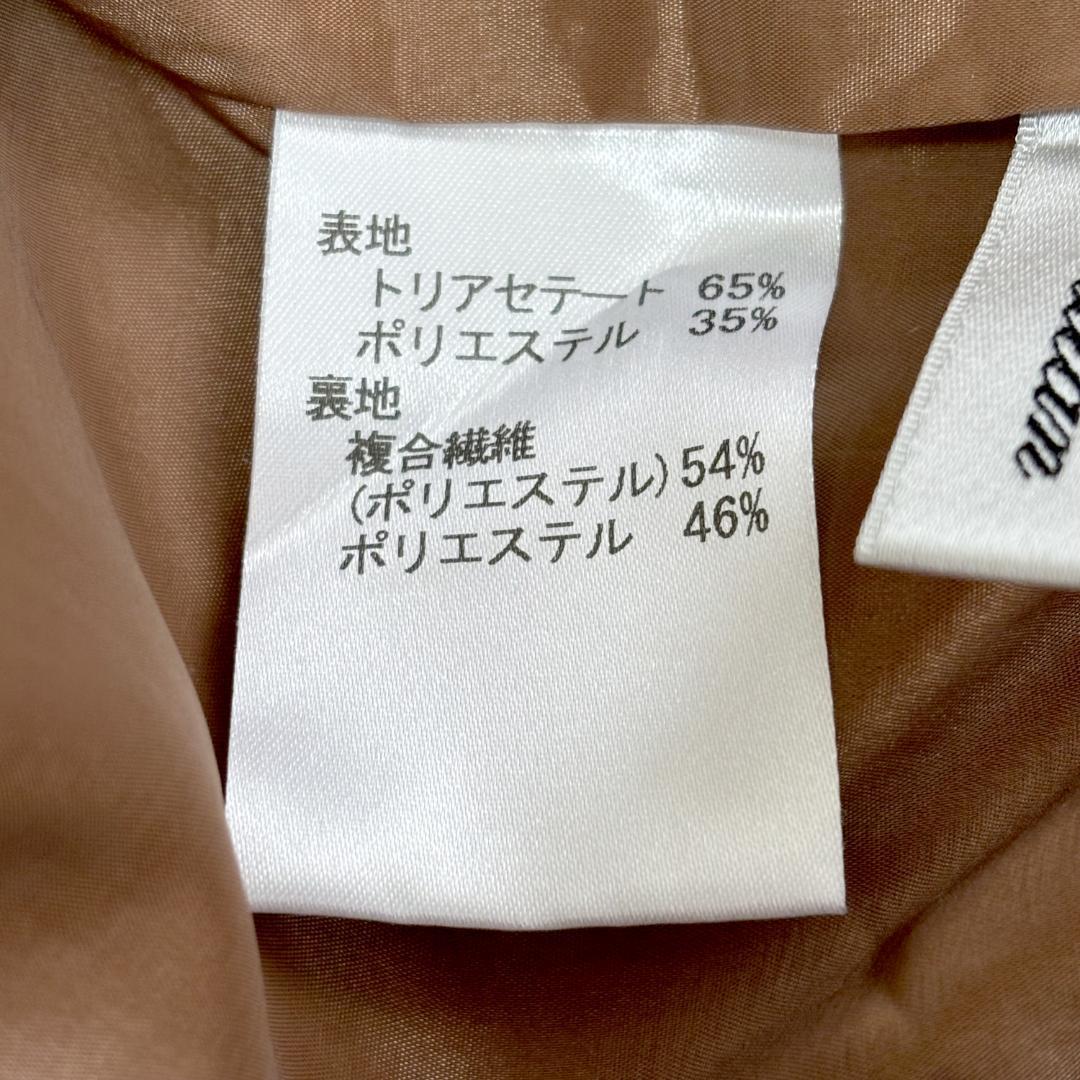 表地
トリアセテート 65%
ポリエステル 35%
裏地
複合繊維
(ポリエステル) 54%
ポリエステル 46%